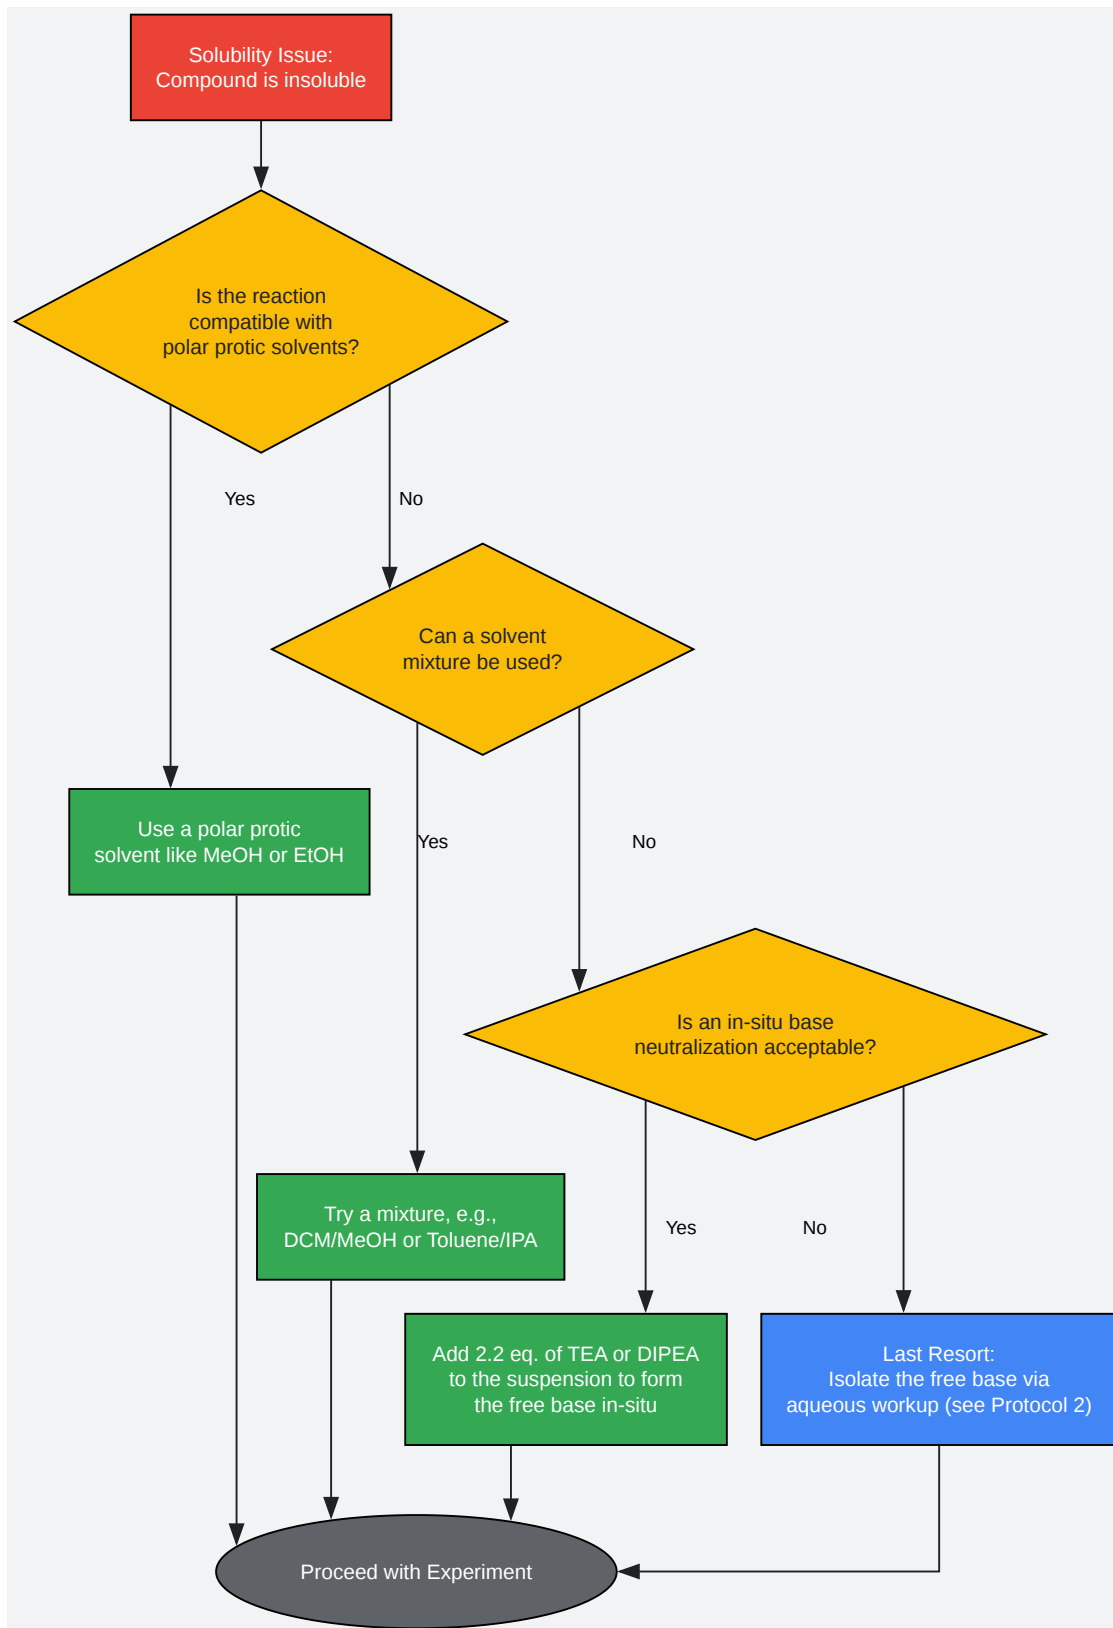 Solubility Issue:
Compound is insoluble
Is the reaction
compatible with
polar protic solvents?
Yes
No
Can a solvent
mixture be used?
Use a polar protic
solvent like MeOH or EtOH
Yes
No
Is an in-situ base
neutralization acceptable?
Try a mixture, e.g.,
DCM/MeOH or Toluene/IPA
Yes
No
Add 2.2 eq. of TEA or DIPEA
to the suspension to form
the free base in-situ
Last Resort:
Isolate the free base via
aqueous workup (see Protocol 2)
Proceed with Experiment